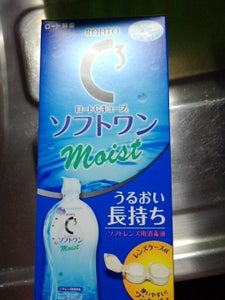 ロート製薬
ROHTO
C3
ロートCキューブ
ソフトワン
moist
うるおい
長持ち
ソフトレンズ用消毒液
レンズケース付
C3
ソフトワン
moist